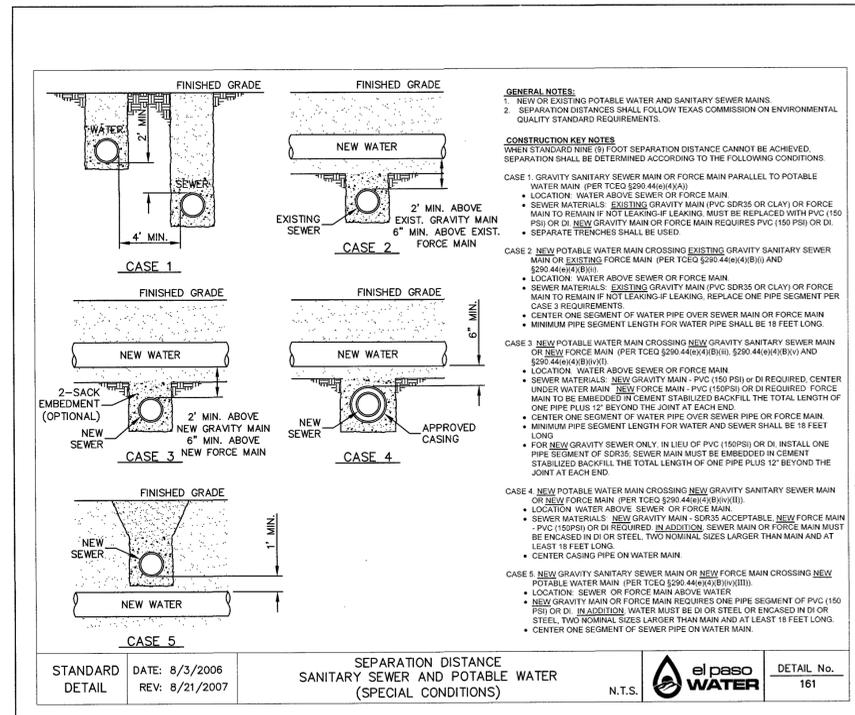 FINISHED GRADE
WATER
2' MIN.
SEWER
4' MIN.
CASE 1
FINISHED GRADE
NEW WATER
EXISTING
SEWER
2' MIN. ABOVE
EXIST. GRAVITY MAIN
6" MIN. ABOVE EXIST.
FORCE MAIN
CASE 2
FINISHED GRADE
NEW WATER
2-SACK
EMBEDMENT
(OPTIONAL)
NEW
SEWER
2' MIN. ABOVE
NEW GRAVITY MAIN
6" MIN. ABOVE
NEW FORCE MAIN
CASE 3
FINISHED GRADE
6" MIN.
NEW WATER
NEW
SEWER
APPROVED
CASING
CASE 4
FINISHED GRADE
NEW
SEWER
1' MIN.
NEW WATER
CASE 5
GENERAL NOTES:
1. NEW OR EXISTING POTABLE WATER AND SANITARY SEWER MAINS.
2. SEPARATION DISTANCES SHALL FOLLOW TEXAS COMMISSION ON ENVIRONMENTAL
QUALITY STANDARD REQUIREMENTS.
CONSTRUCTION KEY NOTES
WHEN STANDARD NINE (9) FOOT SEPARATION DISTANCE CANNOT BE ACHIEVED,
SEPARATION SHALL BE DETERMINED ACCORDING TO THE FOLLOWING CONDITIONS.
CASE 1. GRAVITY SANITARY SEWER MAIN OR FORCE MAIN PARALLEL TO POTABLE
WATER MAIN (PER TCEQ §290.44(e)(4)(A))
• LOCATION: WATER ABOVE SEWER OR FORCE MAIN.
• SEWER MATERIALS: EXISTING GRAVITY MAIN (PVC SDR35 OR CLAY) OR FORCE
MAIN TO REMAIN IF NOT LEAKING-IF LEAKING, MUST BE REPLACED WITH PVC (150
PSI) OR DI. NEW GRAVITY MAIN OR FORCE MAIN REQUIRES PVC (150 PSI) OR DI.
• SEPARATE TRENCHES SHALL BE USED.
CASE 2. NEW POTABLE WATER MAIN CROSSING EXISTING GRAVITY SANITARY SEWER
MAIN OR EXISTING FORCE MAIN (PER TCEQ §290.44(e)(4)(B)(i) AND
§290.44(e)(4)(B)(ii).
• LOCATION: WATER ABOVE SEWER OR FORCE MAIN.
• SEWER MATERIALS: EXISTING GRAVITY MAIN (PVC SDR35 OR CLAY) OR FORCE
MAIN TO REMAIN IF NOT LEAKING-IF LEAKING, REPLACE ONE PIPE SEGMENT PER
CASE 3 REQUIREMENTS.
• CENTER ONE SEGMENT OF WATER PIPE OVER SEWER MAIN OR FORCE MAIN
• MINIMUM PIPE SEGMENT LENGTH FOR WATER PIPE SHALL BE 18 FEET LONG.
CASE 3. NEW POTABLE WATER MAIN CROSSING NEW GRAVITY SANITARY SEWER MAIN
OR NEW FORCE MAIN (PER TCEQ §290.44(e)(4)(B)(iii), §290.44(e)(4)(B)(v) AND
§290.44(e)(4)(B)(iv)(I).
• LOCATION. WATER ABOVE SEWER OR FORCE MAIN.
• SEWER MATERIALS: NEW GRAVITY MAIN - PVC (150 PSI) or DI REQUIRED, CENTER
UNDER WATER MAIN. NEW FORCE MAIN - PVC (150PSI) OR DI REQUIRED FORCE
MAIN TO BE EMBEDDED IN CEMENT STABILIZED BACKFILL THE TOTAL LENGTH OF
ONE PIPE PLUS 12" BEYOND THE JOINT AT EACH END.
• CENTER ONE SEGMENT OF WATER PIPE OVER SEWER PIPE OR FORCE MAIN.
• MINIMUM PIPE SEGMENT LENGTH FOR WATER AND SEWER SHALL BE 18 FEET
LONG
• FOR NEW GRAVITY SEWER ONLY, IN LIEU OF PVC (150PSI) OR DI, INSTALL ONE
PIPE SEGMENT OF SDR35; SEWER MAIN MUST BE EMBEDDED IN CEMENT
STABILIZED BACKFILL THE TOTAL LENGTH OF ONE PIPE PLUS 12" BEYOND THE
JOINT AT EACH END.
CASE 4. NEW POTABLE WATER MAIN CROSSING NEW GRAVITY SANITARY SEWER MAIN
OR NEW FORCE MAIN (PER TCEQ §290.44(e)(4)(B)(iv)(II)).
• LOCATION WATER ABOVE SEWER OR FORCE MAIN.
• SEWER MATERIALS: NEW GRAVITY MAIN - SDR35 ACCEPTABLE, NEW FORCE MAIN
- PVC (150PSI) OR DI REQUIRED. IN ADDITION, SEWER MAIN OR FORCE MAIN MUST
BE ENCASED IN DI OR STEEL, TWO NOMINAL SIZES LARGER THAN MAIN AND AT
LEAST 18 FEET LONG.
• CENTER CASING PIPE ON WATER MAIN.
CASE 5. NEW GRAVITY SANITARY SEWER MAIN OR NEW FORCE MAIN CROSSING NEW
POTABLE WATER MAIN (PER TCEQ §290.44(e)(4)(B)(iv)(III)).
• LOCATION: SEWER OR FORCE MAIN ABOVE WATER
• NEW GRAVITY MAIN OR FORCE MAIN REQUIRES ONE PIPE SEGMENT OF PVC (150
PSI) OR DI. IN ADDITION, WATER MUST BE DI OR STEEL OR ENCASED IN DI OR
STEEL, TWO NOMINAL SIZES LARGER THAN MAIN AND AT LEAST 18 FEET LONG.
• CENTER ONE SEGMENT OF SEWER PIPE ON WATER MAIN.
STANDARD
DETAIL
DATE: 8/3/2006
REV: 8/21/2007
SEPARATION DISTANCE
SANITARY SEWER AND POTABLE WATER
(SPECIAL CONDITIONS)
N.T.S.
el paso
WATER
DETAIL No.
161